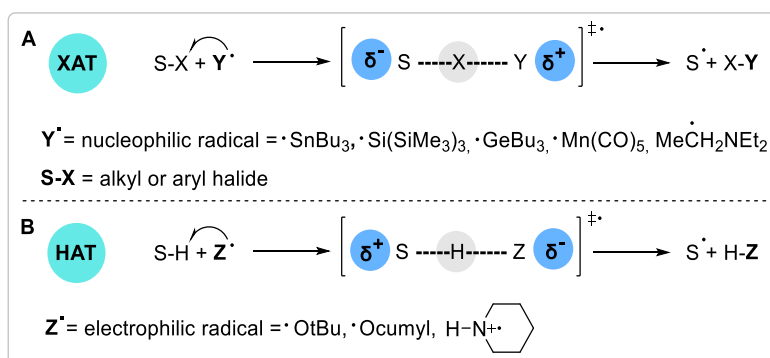 A
XAT S-X + Y• [ δ- S -----X----- Y δ+ ]‡• S• + X-Y
Y• = nucleophilic radical = •SnBu3, •Si(SiMe3)3, •GeBu3, •Mn(CO)5, MeĊH2NEt2
S-X = alkyl or aryl halide
B
HAT S-H + Z• [ δ+ S -----H----- Z δ- ]‡• S• + H-Z
Z• = electrophilic radical = •OtBu, •Ocumyl, H-N+•